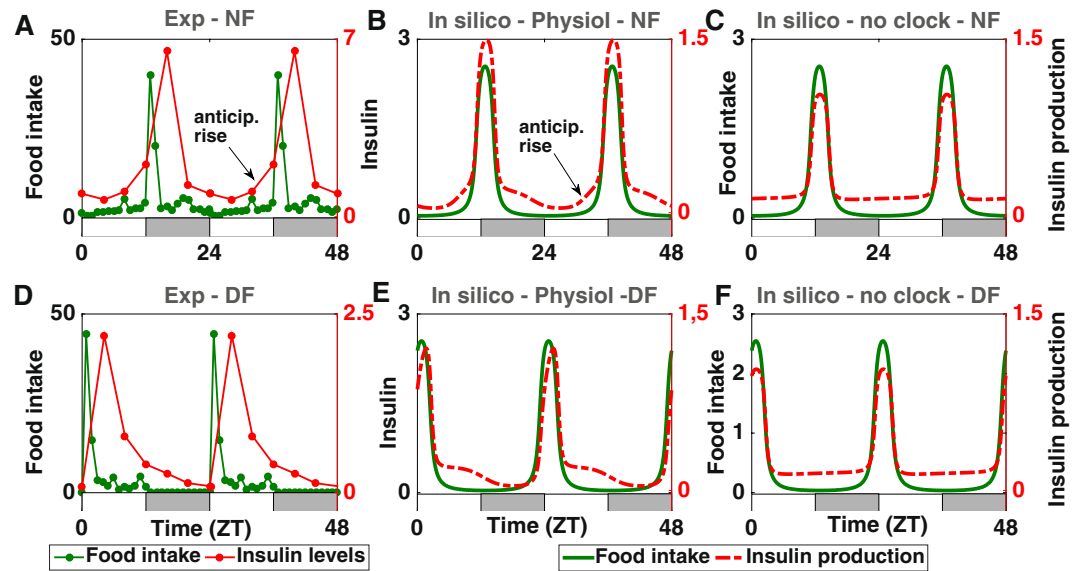 A
Exp - NF
50
7
Food intake
Insulin
anticip.
rise
0
0
0
24
48
B
In silico - Physiol - NF
3
1.5
anticip.
rise
0
0
0
24
48
C
In silico - no clock - NF
3
1.5
Food intake
Insulin production
2
1
0
0
0
24
48
D
Exp - DF
50
2.5
Food intake
0
0
0
24
48
Time (ZT)
E
In silico - Physiol -DF
3
1,5
Insulin
0
0
0
24
48
Time (ZT)
F
In silico - no clock - DF
3
1.5
Food intake
Insulin production
2
1
0
0
0
24
48
Time (ZT)
Food intake
Insulin levels
Food intake
Insulin production